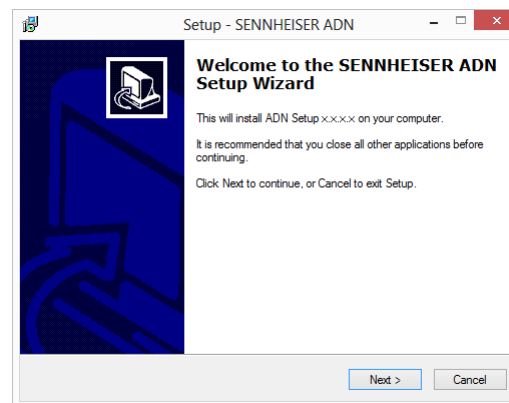 Setup - SENNHEISER ADN
Welcome to the SENNHEISER ADN
Setup Wizard
This will install ADN Setup x.x.x.x on your computer.
It is recommended that you close all other applications before
continuing.
Click Next to continue, or Cancel to exit Setup.
Next >
Cancel